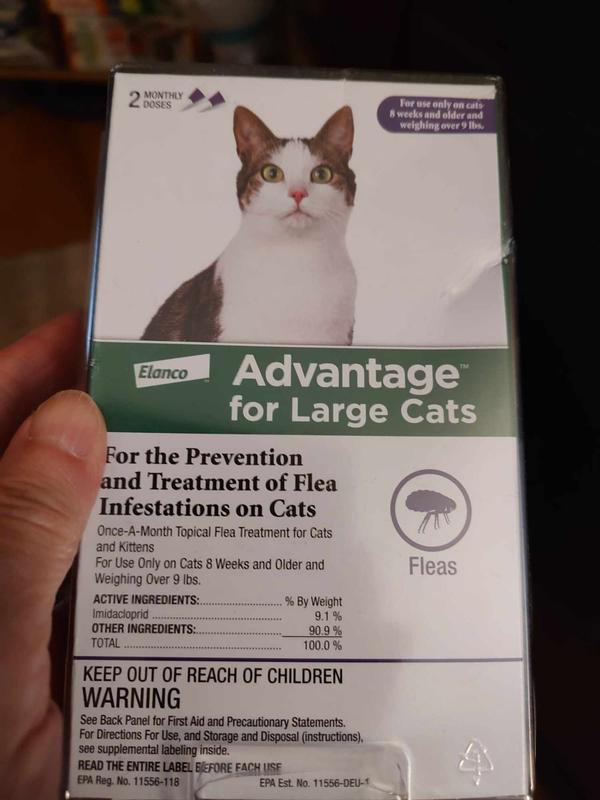 2 MONTHLY DOSES
For use only on cats
8 weeks and older and
weighing over 9 lbs.
Elanco
Advantage™
for Large Cats
For the Prevention
and Treatment of Flea
Infestations on Cats
Once-A-Month Topical Flea Treatment for Cats
and Kittens
For Use Only on Cats 8 Weeks and Older and
Weighing Over 9 lbs.
Fleas
ACTIVE INGREDIENTS:............................ % By Weight
Imidacloprid ............................................ 9.1 %
OTHER INGREDIENTS:............................ 90.9 %
TOTAL ..................................................... 100.0 %
KEEP OUT OF REACH OF CHILDREN
WARNING
See Back Panel for First Aid and Precautionary Statements.
For Directions For Use, and Storage and Disposal (instructions),
see supplemental labeling inside.
READ THE ENTIRE LABEL BEFORE EACH USE
EPA Reg. No. 11556-118 EPA Est. No. 11556-DEU-1